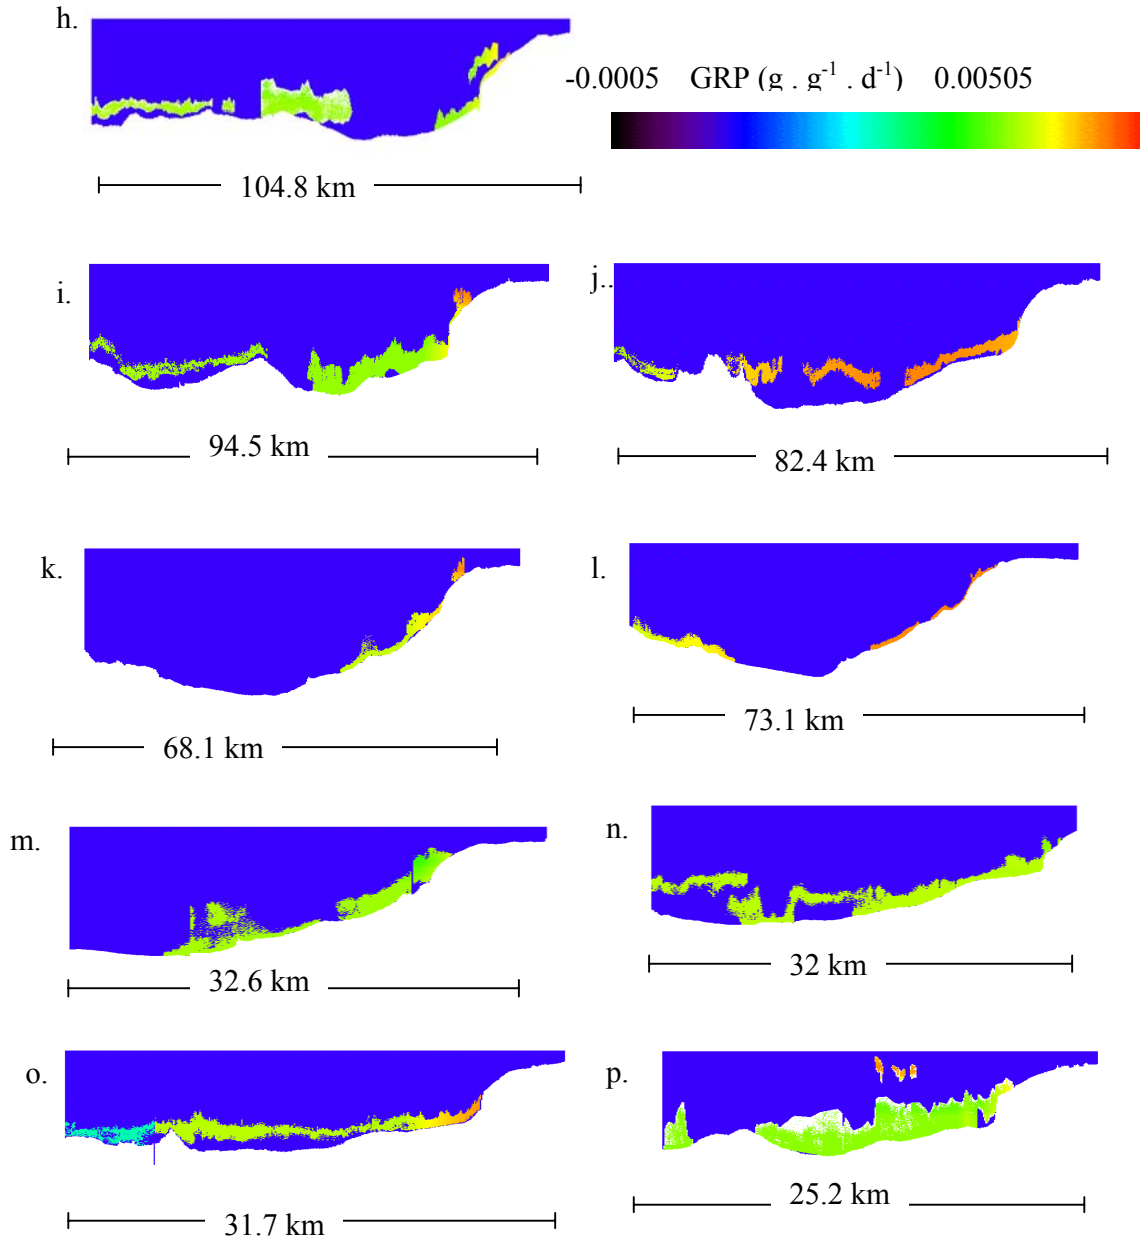 h.
-0.0005 GRP (g . g⁻¹ . d⁻¹) 0.00505
104.8 km
i.
j..
94.5 km
82.4 km
k.
l.
68.1 km
73.1 km
m.
n.
32.6 km
32 km
o.
p.
31.7 km
25.2 km